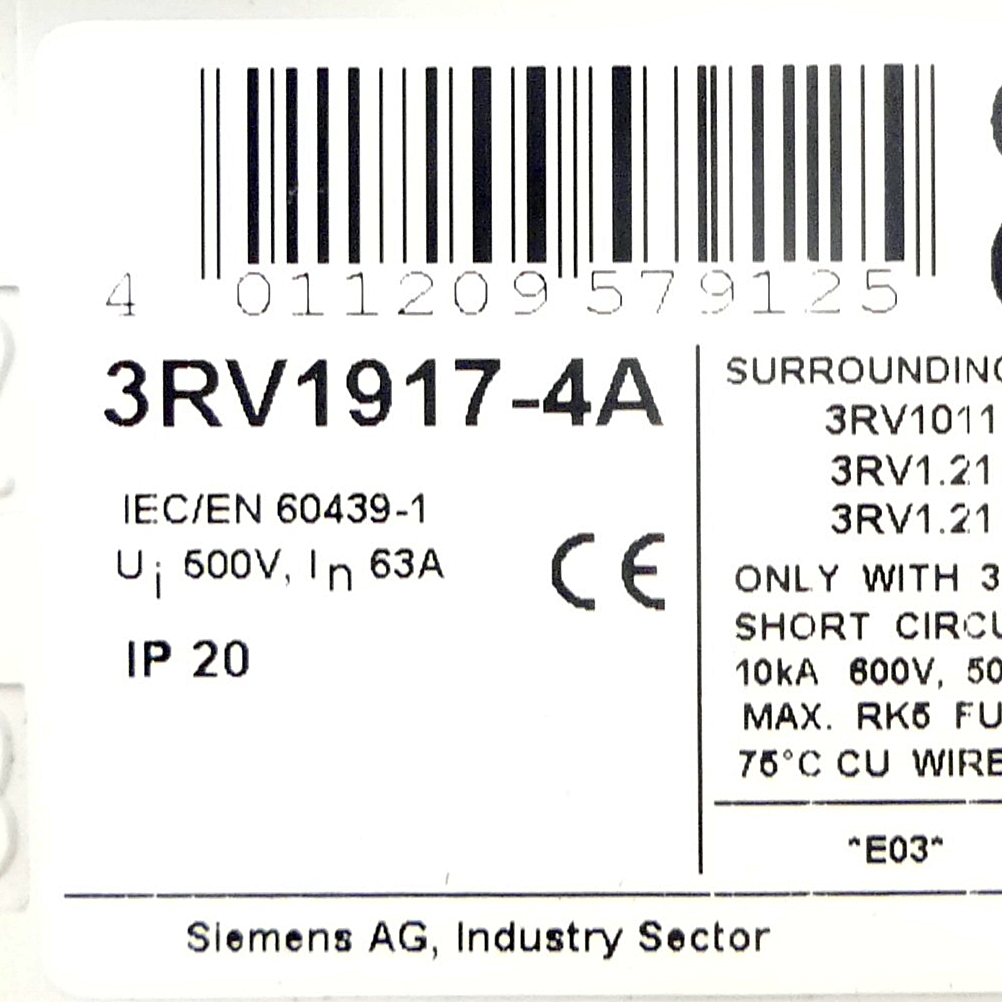 4 011209 579125
3RV1917-4A
IEC/EN 60439-1
Ui 500V, In 63A
CE
IP 20
SURROUNDING
3RV1011
3RV1.21
3RV1.21
ONLY WITH 3
SHORT CIRCU
10kA 600V, 50
MAX. RK5 FU
75°C CU WIRE
*E03*
Siemens AG, Industry Sector